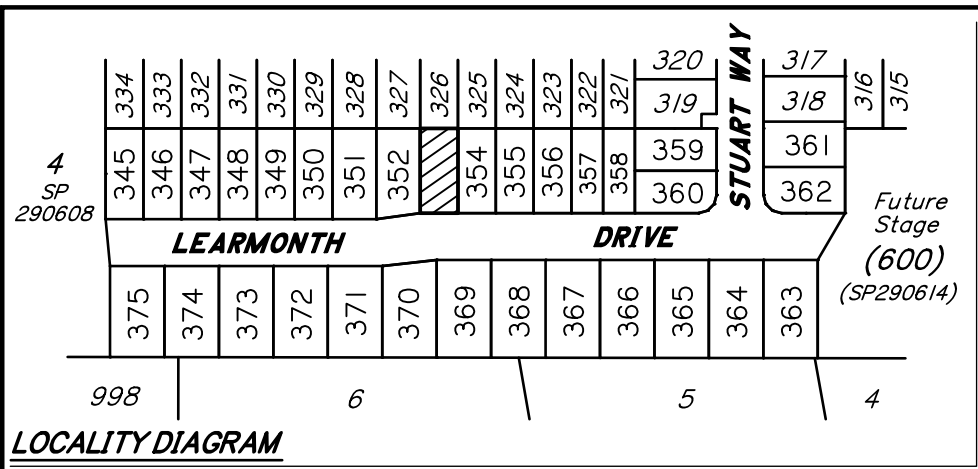 334 333 332 331 330 329 328 327 326 325 324 323 322 321 320 317 316 315
319 318
STUART WAY
4
SP
290608
345 346 347 348 349 350 351 352 354 355 356 357 358 359 361
360 362
Future
Stage
(600)
(SP290614)
LEARMONTH DRIVE
375 374 373 372 371 370 369 368 367 366 365 364 363
998 6 5 4
LOCALITY DIAGRAM